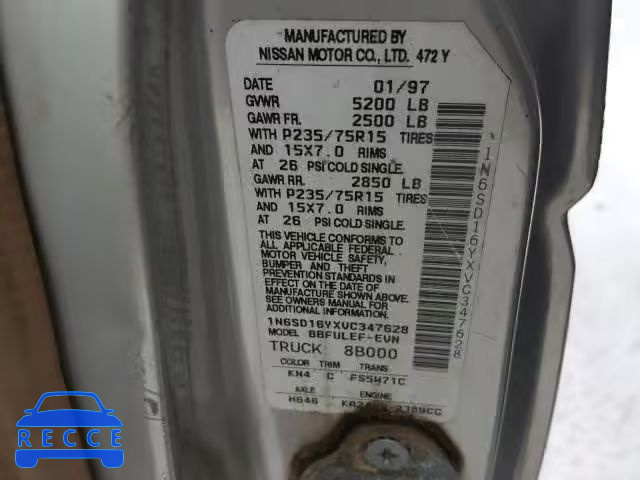 MANUFACTURED BY
NISSAN MOTOR CO., LTD. 472 Y
DATE 01/97
GVWR 5200 LB
GAWR FR. 2500 LB
WITH P235/75R15 TIRES
AND 15X7.0 RIMS
AT 26 PSI COLD SINGLE.
GAWR RR. 2850 LB
WITH P235/75R15 TIRES
AND 15X7.0 RIMS
AT 26 PSI COLD SINGLE.
THIS VEHICLE CONFORMS TO
ALL APPLICABLE FEDERAL
MOTOR VEHICLE SAFETY,
BUMPER AND THEFT
PREVENTION STANDARDS
IN EFFECT ON THE DATE OF
MANUFACTURE SHOWN ABOVE.
SEE OWNERS MANUAL FOR
ADDITIONAL INFORMATION.
1N6SD16YXVC347628
MODEL BBFULEF-EVN
TRUCK 8B000
COLOR TRIM TRANS
KN4 C FS5W71C
AXLE ENGINE
HG46 2389CC
1N6SD16YXVC347628
RECCE